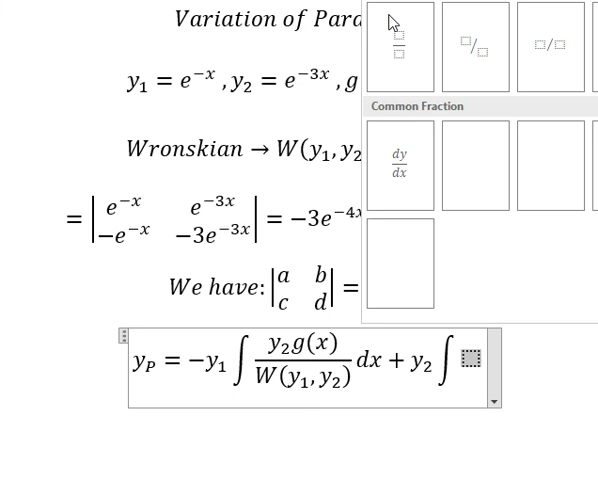 Variation of Para
y₁ = e⁻ˣ , y₂ = e⁻³ˣ , g
Wronskian → W(y₁, y₂
= | e⁻ˣ e⁻³ˣ |
| −e⁻ˣ −3e⁻³ˣ | = −3e⁻⁴ˣ
We have: | a b |
| c d | =
Common Fraction
dy
dx
y_P = −y₁ ∫ y₂g(x) / W(y₁, y₂) dx + y₂ ∫